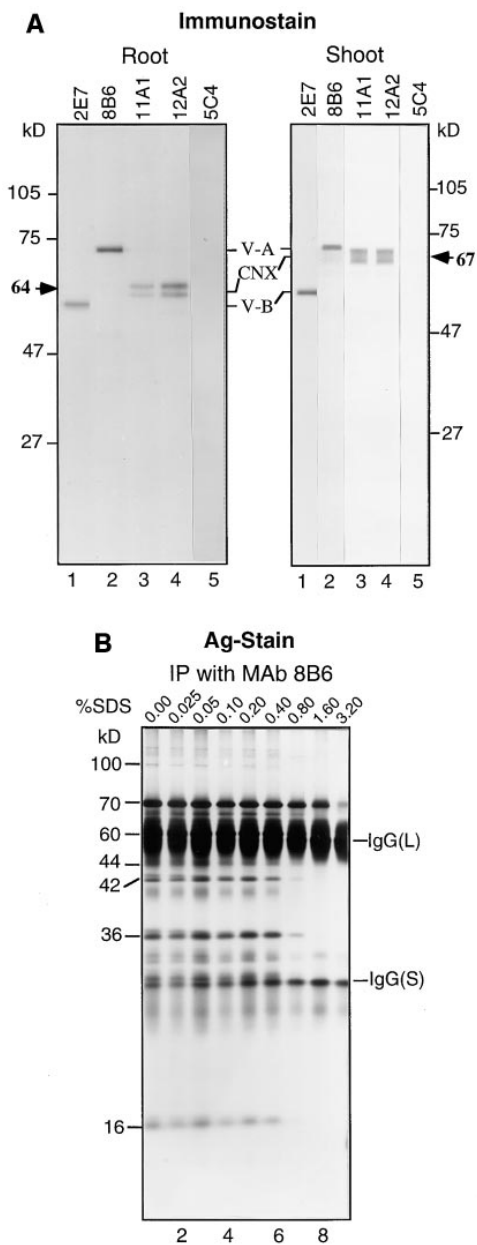 A Immunostain
Root Shoot
2E7 8B6 11A1 12A2 5C4 2E7 8B6 11A1 12A2 5C4
kD kD
105 105
75 75
V-A
64 CNX 67
V-B
47 47
27 27
1 2 3 4 5 1 2 3 4 5
B Ag-Stain
IP with MAb 8B6
%SDS 0.00 0.025 0.05 0.10 0.20 0.40 0.80 1.60 3.20
kD
100
70
60 IgG(L)
44
42
36
IgG(S)
16
2 4 6 8